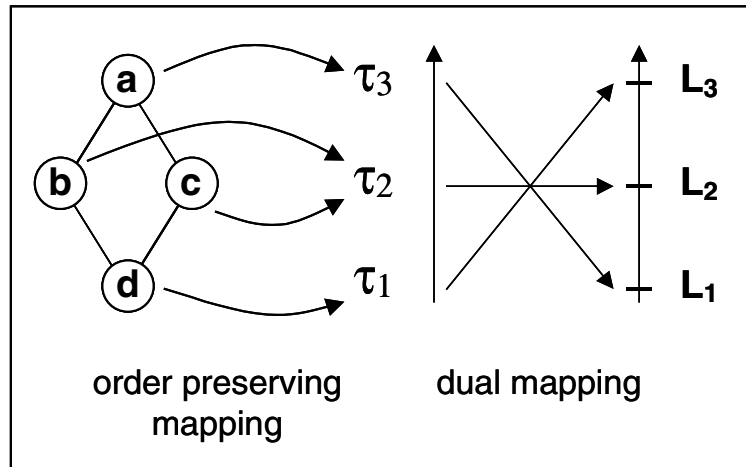 a
τ3
L3
b
c
τ2
L2
d
τ1
L1
order preserving
mapping
dual mapping